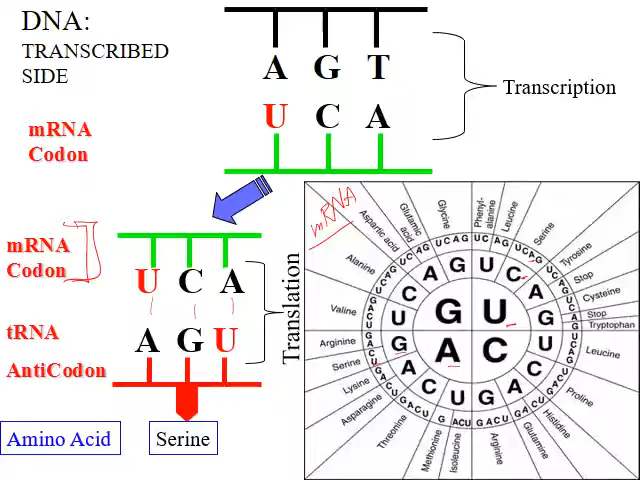 DNA:
TRANSCRIBED
SIDE
A G T
U C A
Transcription
mRNA
Codon
mRNA
Codon
U C A
A G U
tRNA
AntiCodon
Translation
Amino Acid
Serine
mRNA
Aspartic acid
Glutamic acid
Glycine
Phenyl-alanine
Leucine
Serine
Tyrosine
Stop
Cysteine
Stop
Tryptophan
Leucine
Proline
Histidine
Glutamine
Arginine
Isoleucine
Methionine
Threonine
Asparagine
Lysine
Serine
Arginine
Valine
Alanine
G U
A C
U C A G
U C A G
U C A G
U C A G